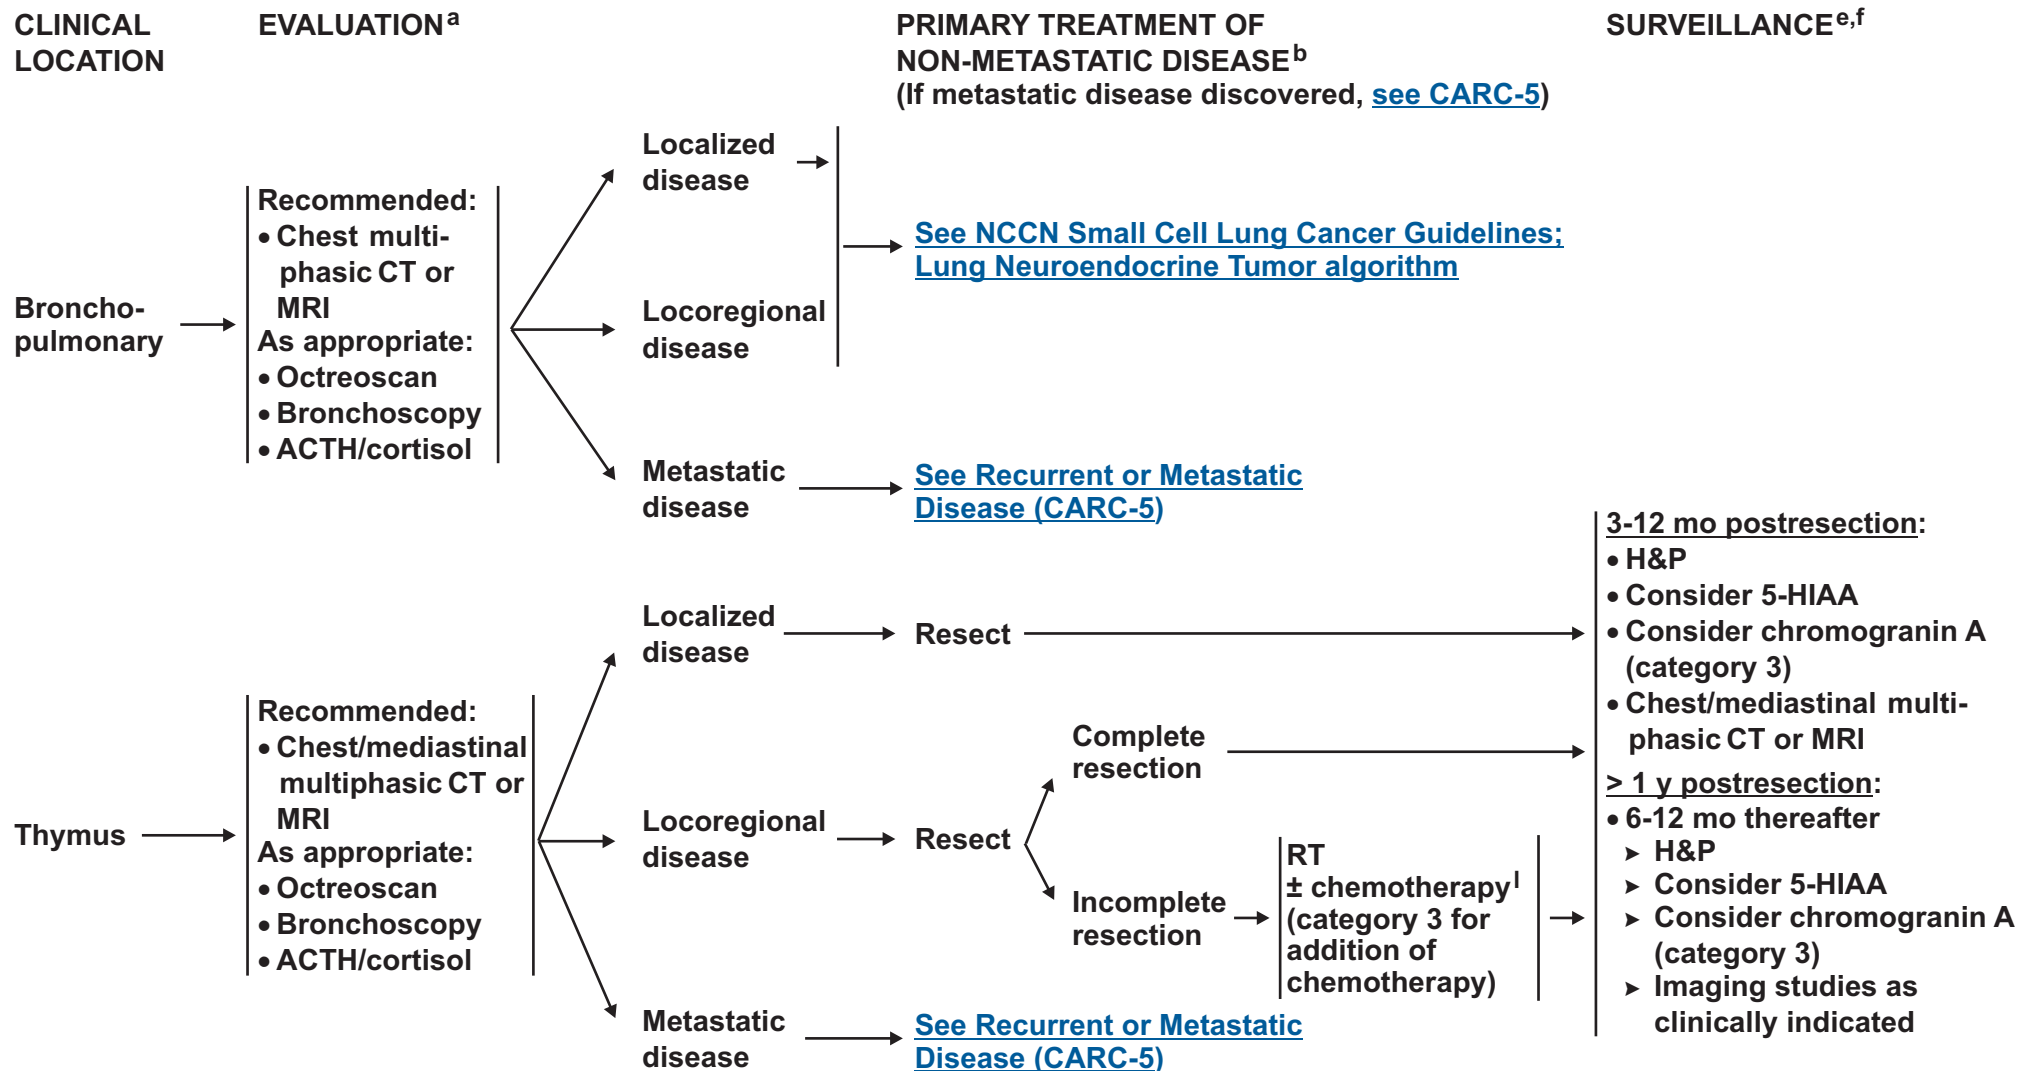 CLINICAL
LOCATION
EVALUATIONa
PRIMARY TREATMENT OF
NON-METASTATIC DISEASEb
(If metastatic disease discovered, see CARC-5)
SURVEILLANCEe,f
Broncho-
pulmonary
Recommended:
• Chest multi-
phasic CT or
MRI
As appropriate:
• Octreoscan
• Bronchoscopy
• ACTH/cortisol
Localized
disease
Locoregional
disease
See NCCN Small Cell Lung Cancer Guidelines;
Lung Neuroendocrine Tumor algorithm
Metastatic
disease
See Recurrent or Metastatic
Disease (CARC-5)
Thymus
Recommended:
• Chest/mediastinal
multiphasic CT or
MRI
As appropriate:
• Octreoscan
• Bronchoscopy
• ACTH/cortisol
Localized
disease
Resect
Locoregional
disease
Resect
Complete
resection
Incomplete
resection
RT
± chemotherapyl
(category 3 for
addition of
chemotherapy)
Metastatic
disease
See Recurrent or Metastatic
Disease (CARC-5)
3-12 mo postresection:
• H&P
• Consider 5-HIAA
• Consider chromogranin A
(category 3)
• Chest/mediastinal multi-
phasic CT or MRI
> 1 y postresection:
• 6-12 mo thereafter
➤ H&P
➤ Consider 5-HIAA
➤ Consider chromogranin A
(category 3)
➤ Imaging studies as
clinically indicated